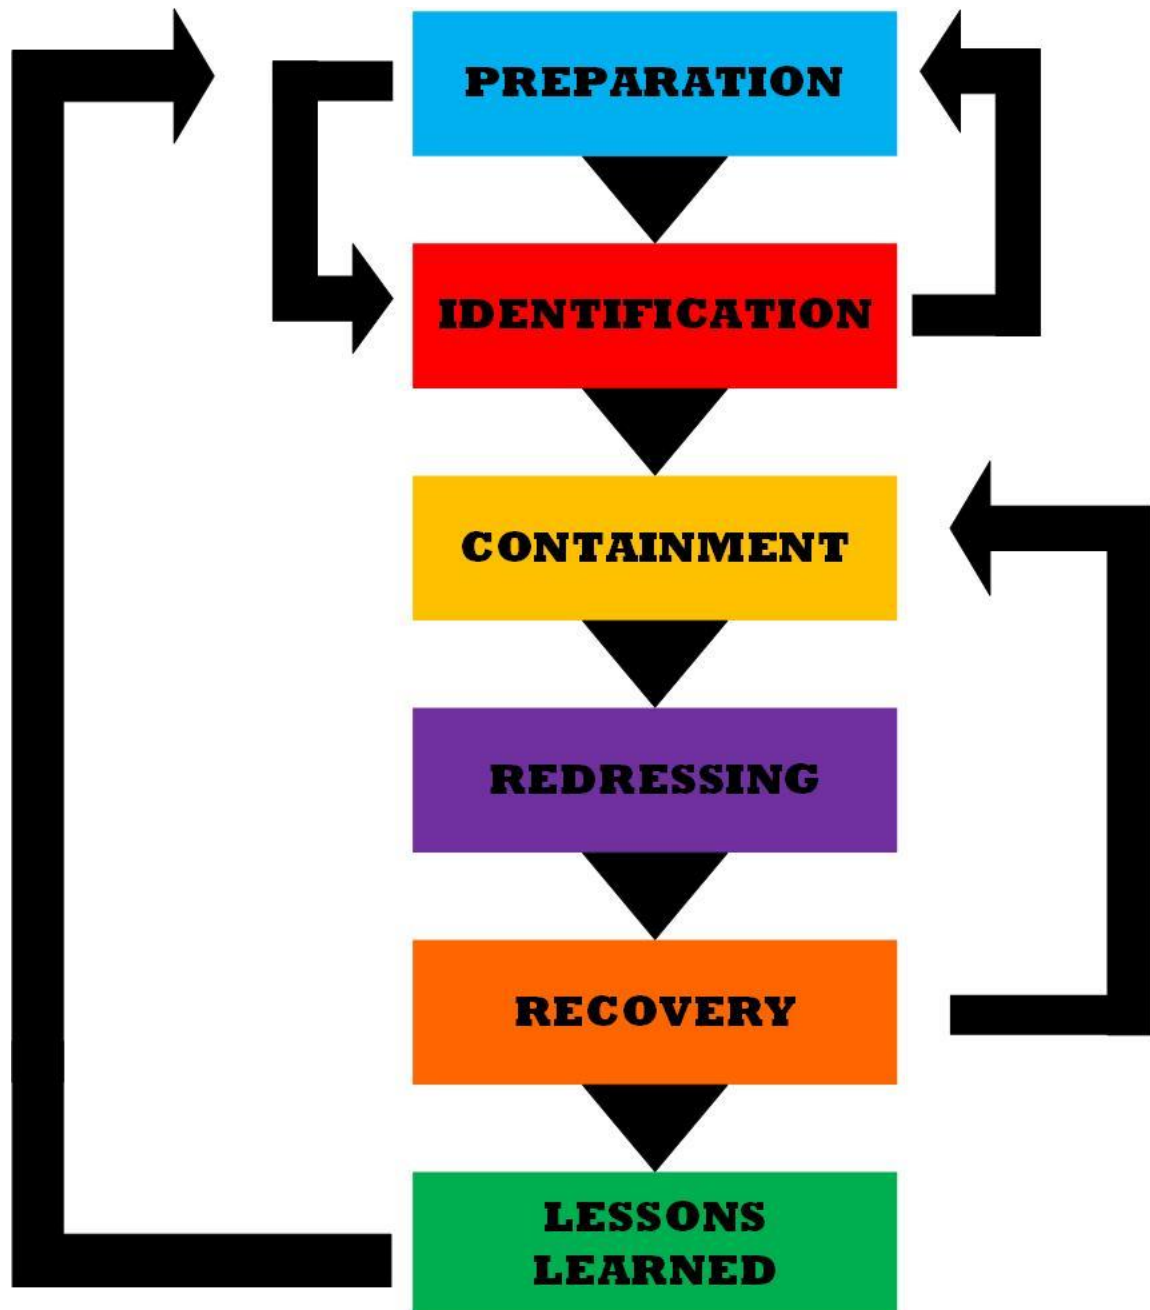 PREPARATION
IDENTIFICATION
CONTAINMENT
REDRESSING
RECOVERY
LESSONS
LEARNED